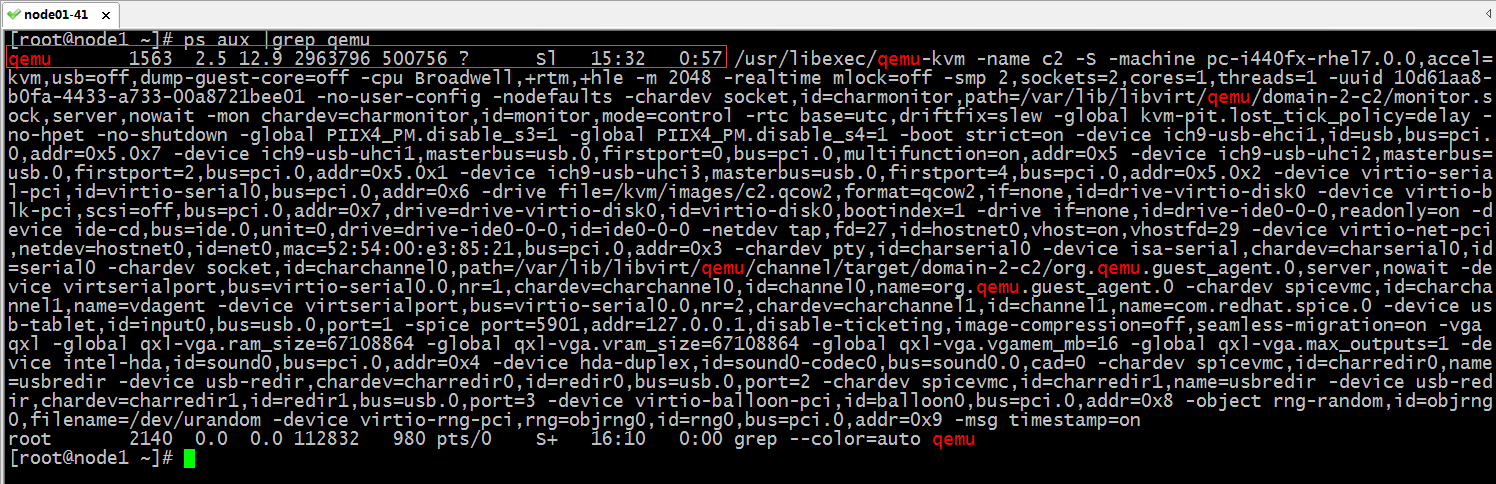 node01-41
[root@node1 ~]# ps aux |grep qemu
qemu 1563 2.5 12.9 2963796 500756 ? Sl 15:32 0:57 /usr/libexec/qemu-kvm -name c2 -S -machine pc-i440fx-rhel7.0.0,accel=
kvm,usb=off,dump-guest-core=off -cpu Broadwell,+rtm,+hle -m 2048 -realtime mlock=off -smp 2,sockets=2,cores=1,threads=1 -uuid 10d61aa8-
b0fa-4433-a733-00a8721bee01 -no-user-config -nodefaults -chardev socket,id=charmonitor,path=/var/lib/libvirt/qemu/domain-2-c2/monitor.s
ock,server,nowait -mon chardev=charmonitor,id=monitor,mode=control -rtc base=utc,driftfix=slew -global kvm-pit.lost_tick_policy=delay -
no-hpet -no-shutdown -global PIIX4_PM.disable_s3=1 -global PIIX4_PM.disable_s4=1 -boot strict=on -device ich9-usb-ehci1,id=usb,bus=pci.
0,addr=0x5.0x7 -device ich9-usb-uhci1,masterbus=usb.0,firstport=0,bus=pci.0,multifunction=on,addr=0x5 -device ich9-usb-uhci2,masterbus=
usb.0,firstport=2,bus=pci.0,addr=0x5.0x1 -device ich9-usb-uhci3,masterbus=usb.0,firstport=4,bus=pci.0,addr=0x5.0x2 -device virtio-seria
l-pci,id=virtio-serial0,bus=pci.0,addr=0x6 -drive file=/kvm/images/c2.qcow2,format=qcow2,if=none,id=drive-virtio-disk0 -device virtio-b
lk-pci,scsi=off,bus=pci.0,addr=0x7,drive=drive-virtio-disk0,id=virtio-disk0,bootindex=1 -drive if=none,id=drive-ide0-0-0,readonly=on -d
evice ide-cd,bus=ide.0,unit=0,drive=drive-ide0-0-0,id=ide0-0-0 -netdev tap,fd=27,id=hostnet0,vhost=on,vhostfd=29 -device virtio-net-pci
,netdev=hostnet0,id=net0,mac=52:54:00:e3:85:21,bus=pci.0,addr=0x3 -chardev pty,id=charserial0 -device isa-serial,chardev=charserial0,id
=serial0 -chardev socket,id=charchannel0,path=/var/lib/libvirt/qemu/channel/target/domain-2-c2/org.qemu.guest_agent.0,server,nowait -de
vice virtserialport,bus=virtio-serial0.0,nr=1,chardev=charchannel0,id=channel0,name=org.qemu.guest_agent.0 -chardev spicevmc,id=charcha
nnel1,name=vdagent -device virtserialport,bus=virtio-serial0.0,nr=2,chardev=charchannel1,id=channel1,name=com.redhat.spice.0 -device us
b-tablet,id=input0,bus=usb.0,port=1 -spice port=5901,addr=127.0.0.1,disable-ticketing,image-compression=off,seamless-migration=on -vga
qxl -global qxl-vga.ram_size=67108864 -global qxl-vga.vram_size=67108864 -global qxl-vga.vgamem_mb=16 -global qxl-vga.max_outputs=1 -de
vice intel-hda,id=sound0,bus=pci.0,addr=0x4 -device hda-duplex,id=sound0-codec0,bus=sound0.0,cad=0 -chardev spicevmc,id=charredir0,name
=usbredir -device usb-redir,chardev=charredir0,id=redir0,bus=usb.0,port=2 -chardev spicevmc,id=charredir1,name=usbredir -device usb-red
ir,chardev=charredir1,id=redir1,bus=usb.0,port=3 -device virtio-balloon-pci,id=balloon0,bus=pci.0,addr=0x8 -object rng-random,id=objrng
0,filename=/dev/urandom -device virtio-rng-pci,rng=objrng0,id=rng0,bus=pci.0,addr=0x9 -msg timestamp=on
root 2140 0.0 0.0 112832 980 pts/0 S+ 16:10 0:00 grep --color=auto qemu
[root@node1 ~]#